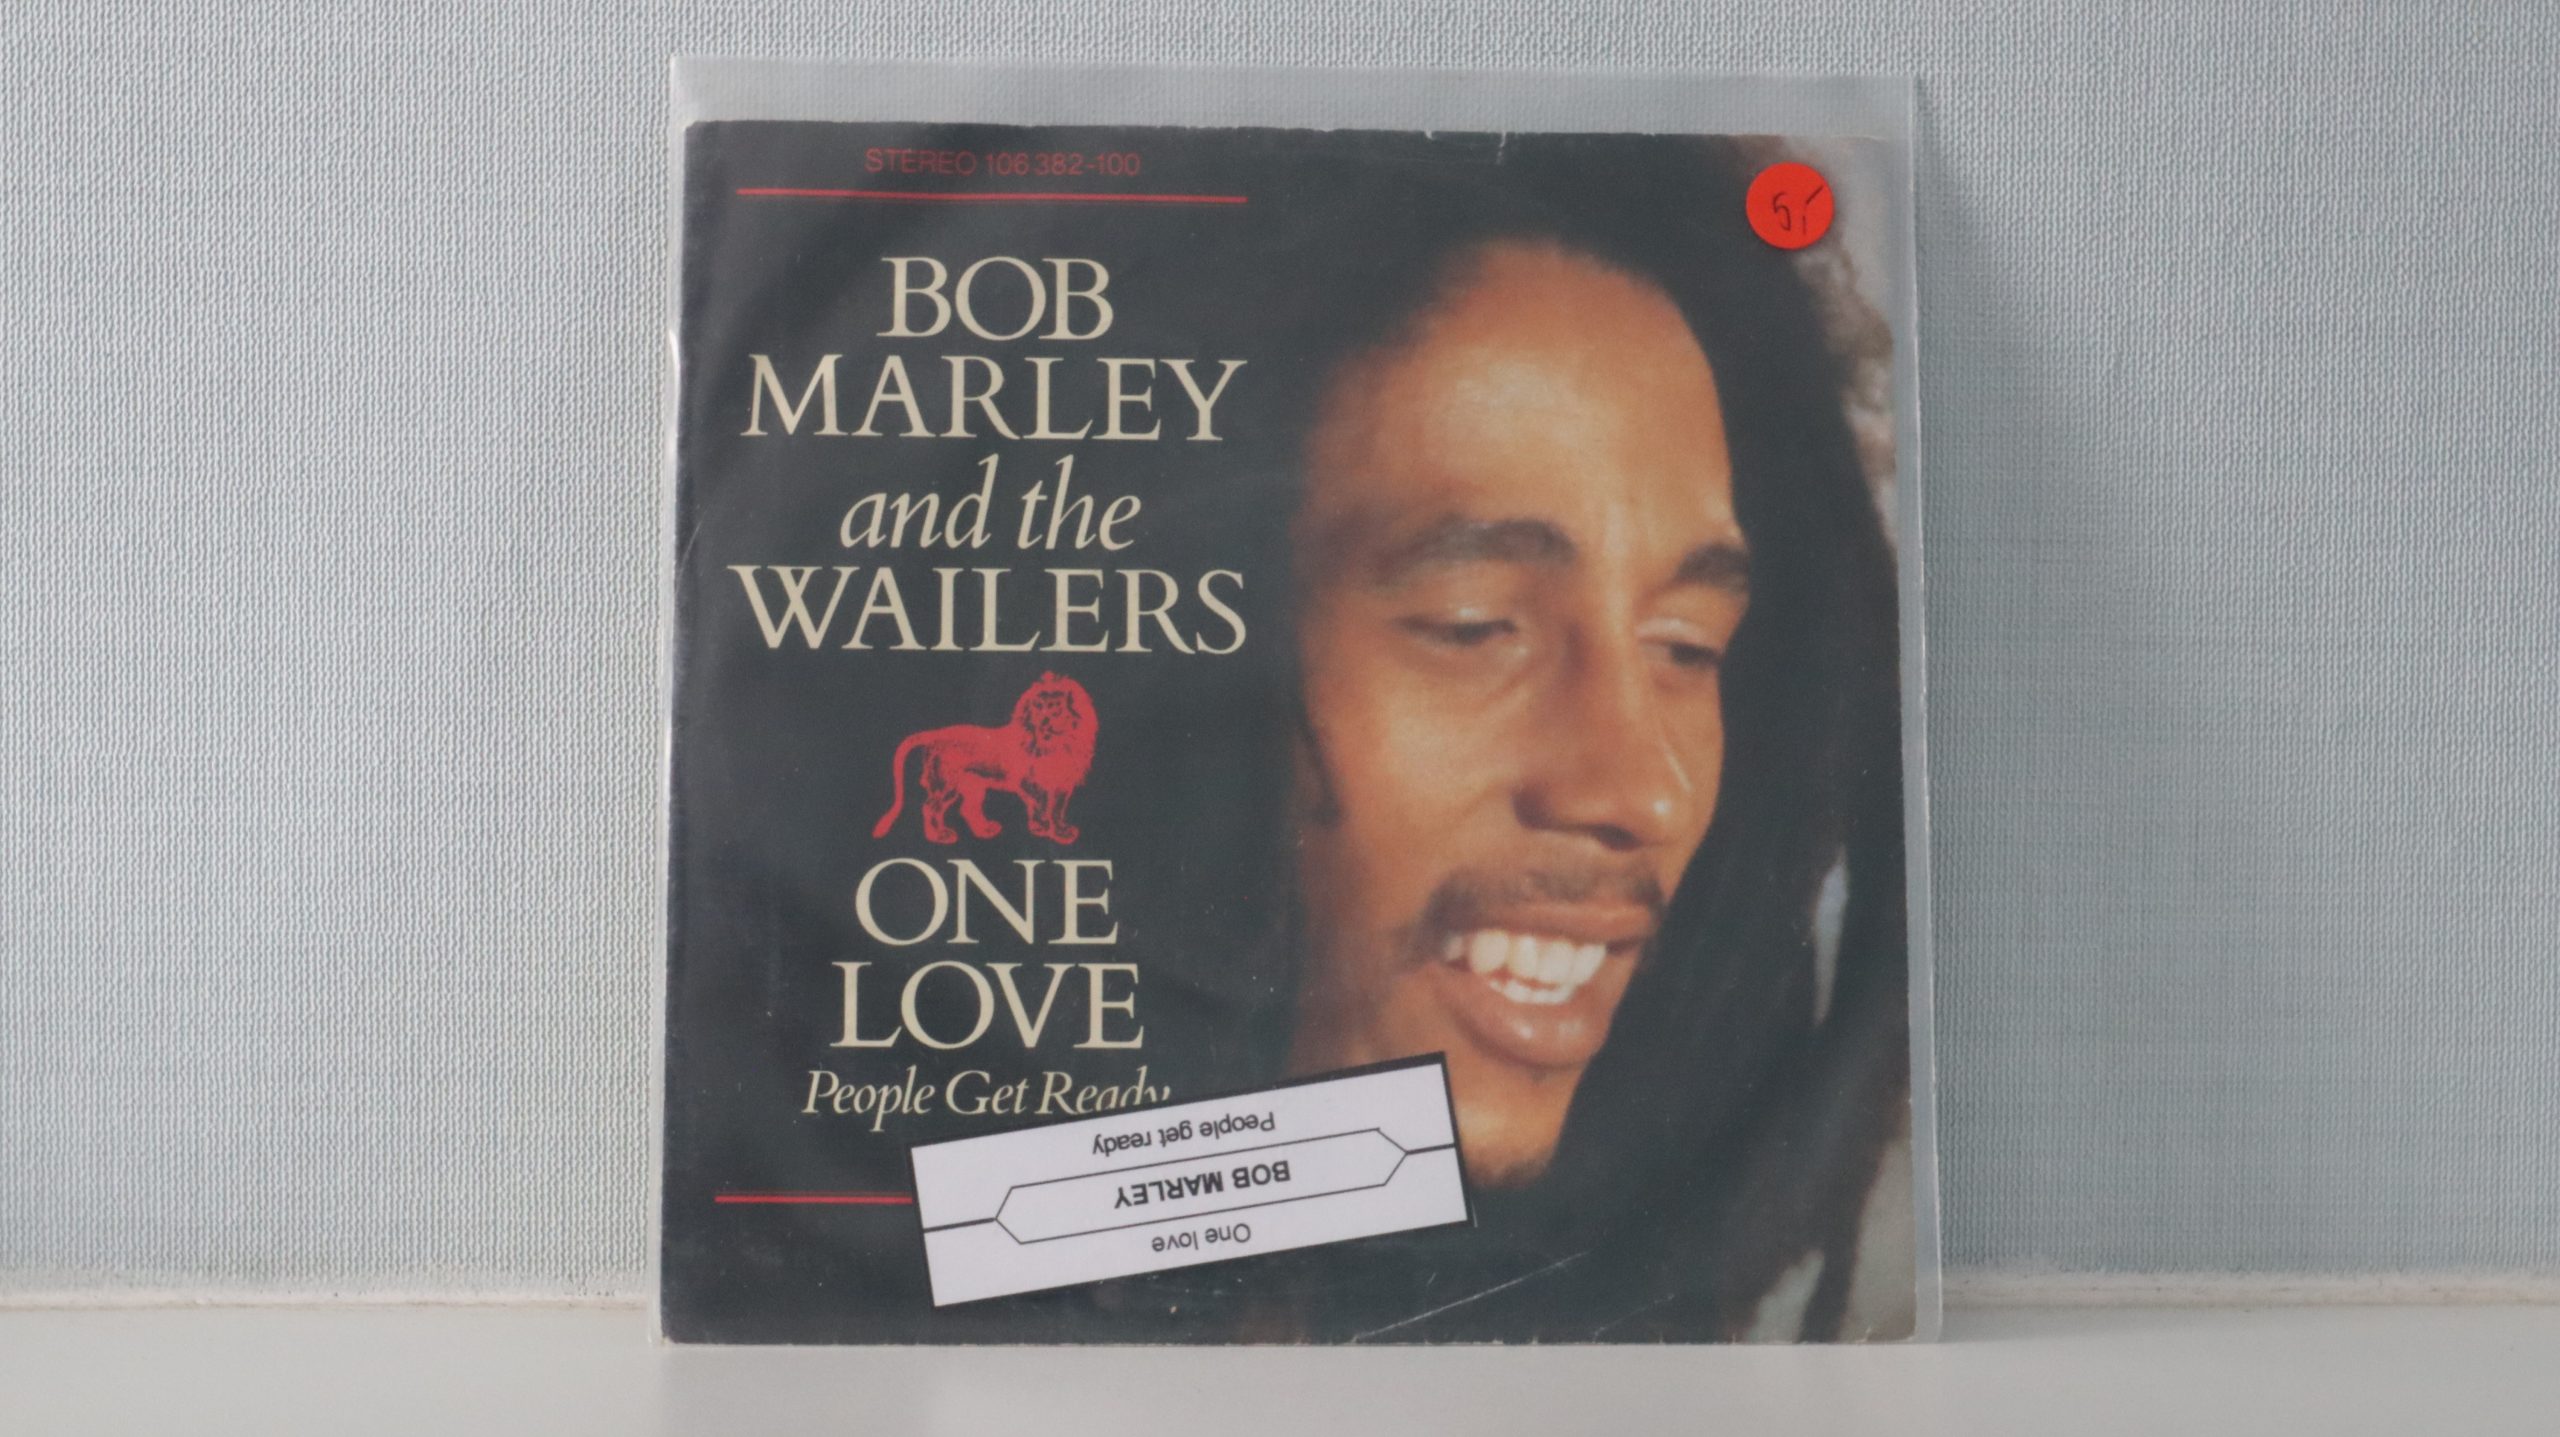 STEREO 106 382-100
5,-
BOB
MARLEY
and the
WAILERS
ONE
LOVE
People Get Ready
People get ready
BOB MARLEY
One love